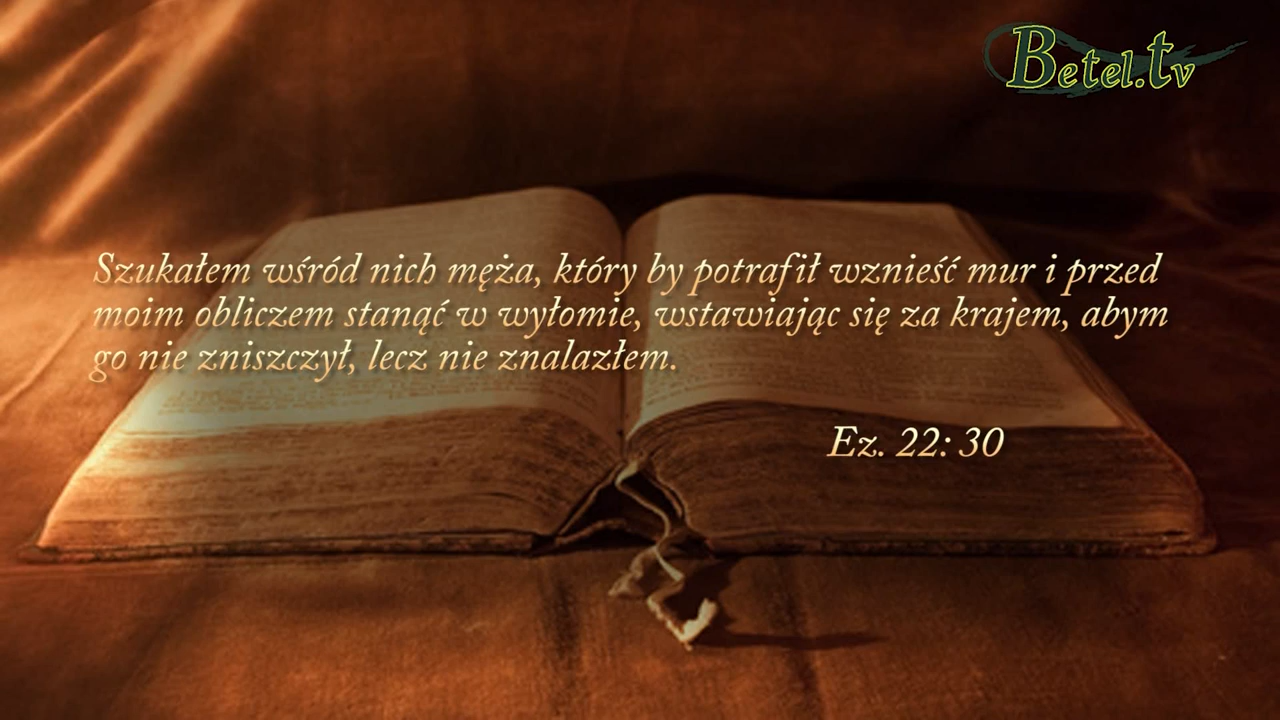 Betel.tv
Szukałem wśród nich męża, który by potrafił wznieść mur i przed
moim obliczem stanąć w wyłomie, wstawiając się za krajem, abym
go nie zniszczył, lecz nie znalazłem.
Ez. 22: 30